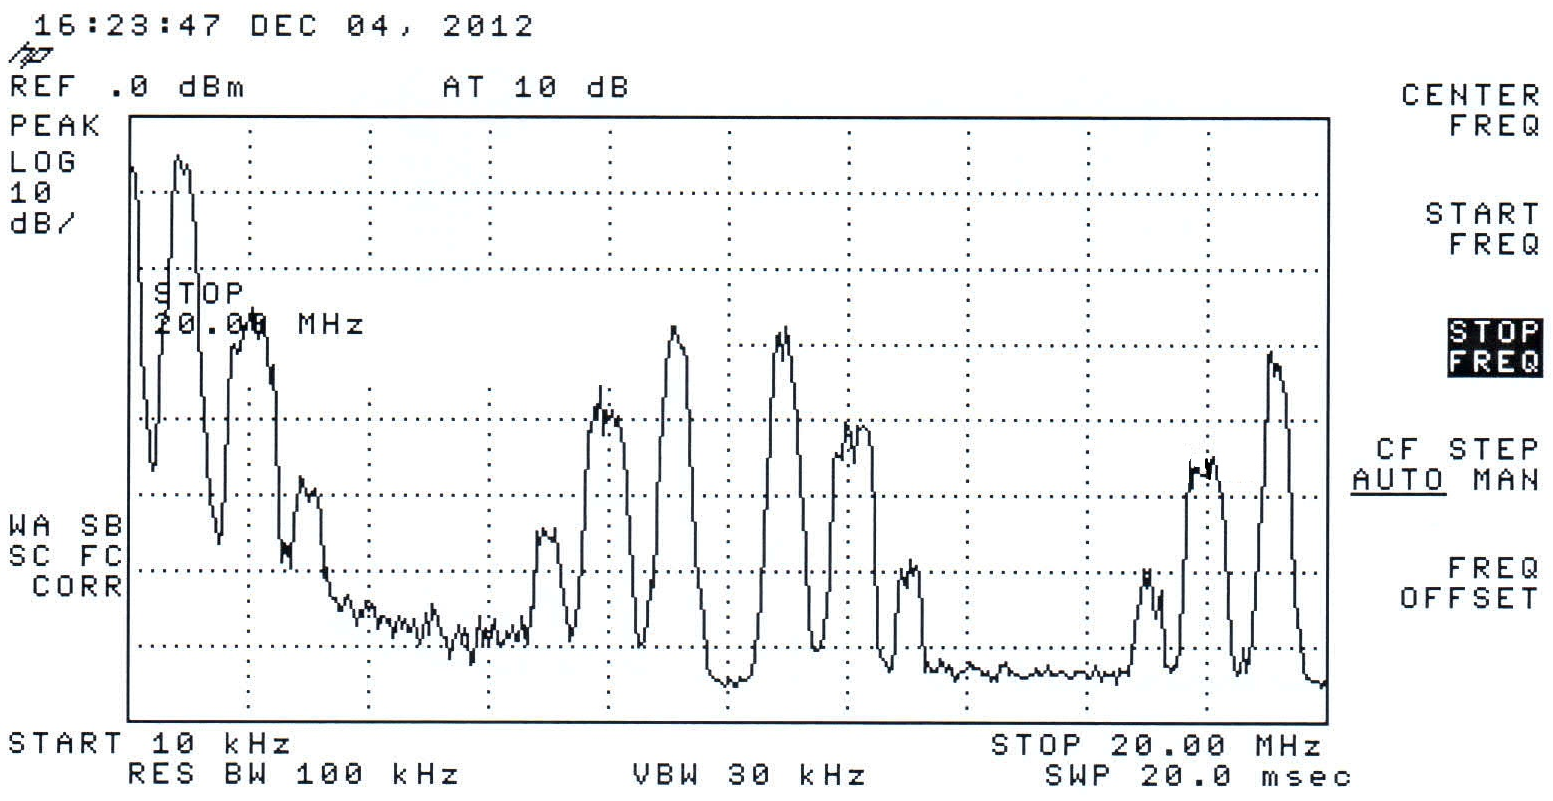 16:23:47 DEC 04, 2012
hp
REF .0 dBm AT 10 dB
PEAK
LOG
10
dB/
STOP
20.00 MHz
WA SB
SC FC
CORR
START 10 kHz STOP 20.00 MHz
RES BW 100 kHz VBW 30 kHz SWP 20.0 msec
CENTER
FREQ
START
FREQ
STOP
FREQ
CF STEP
AUTO MAN
FREQ
OFFSET